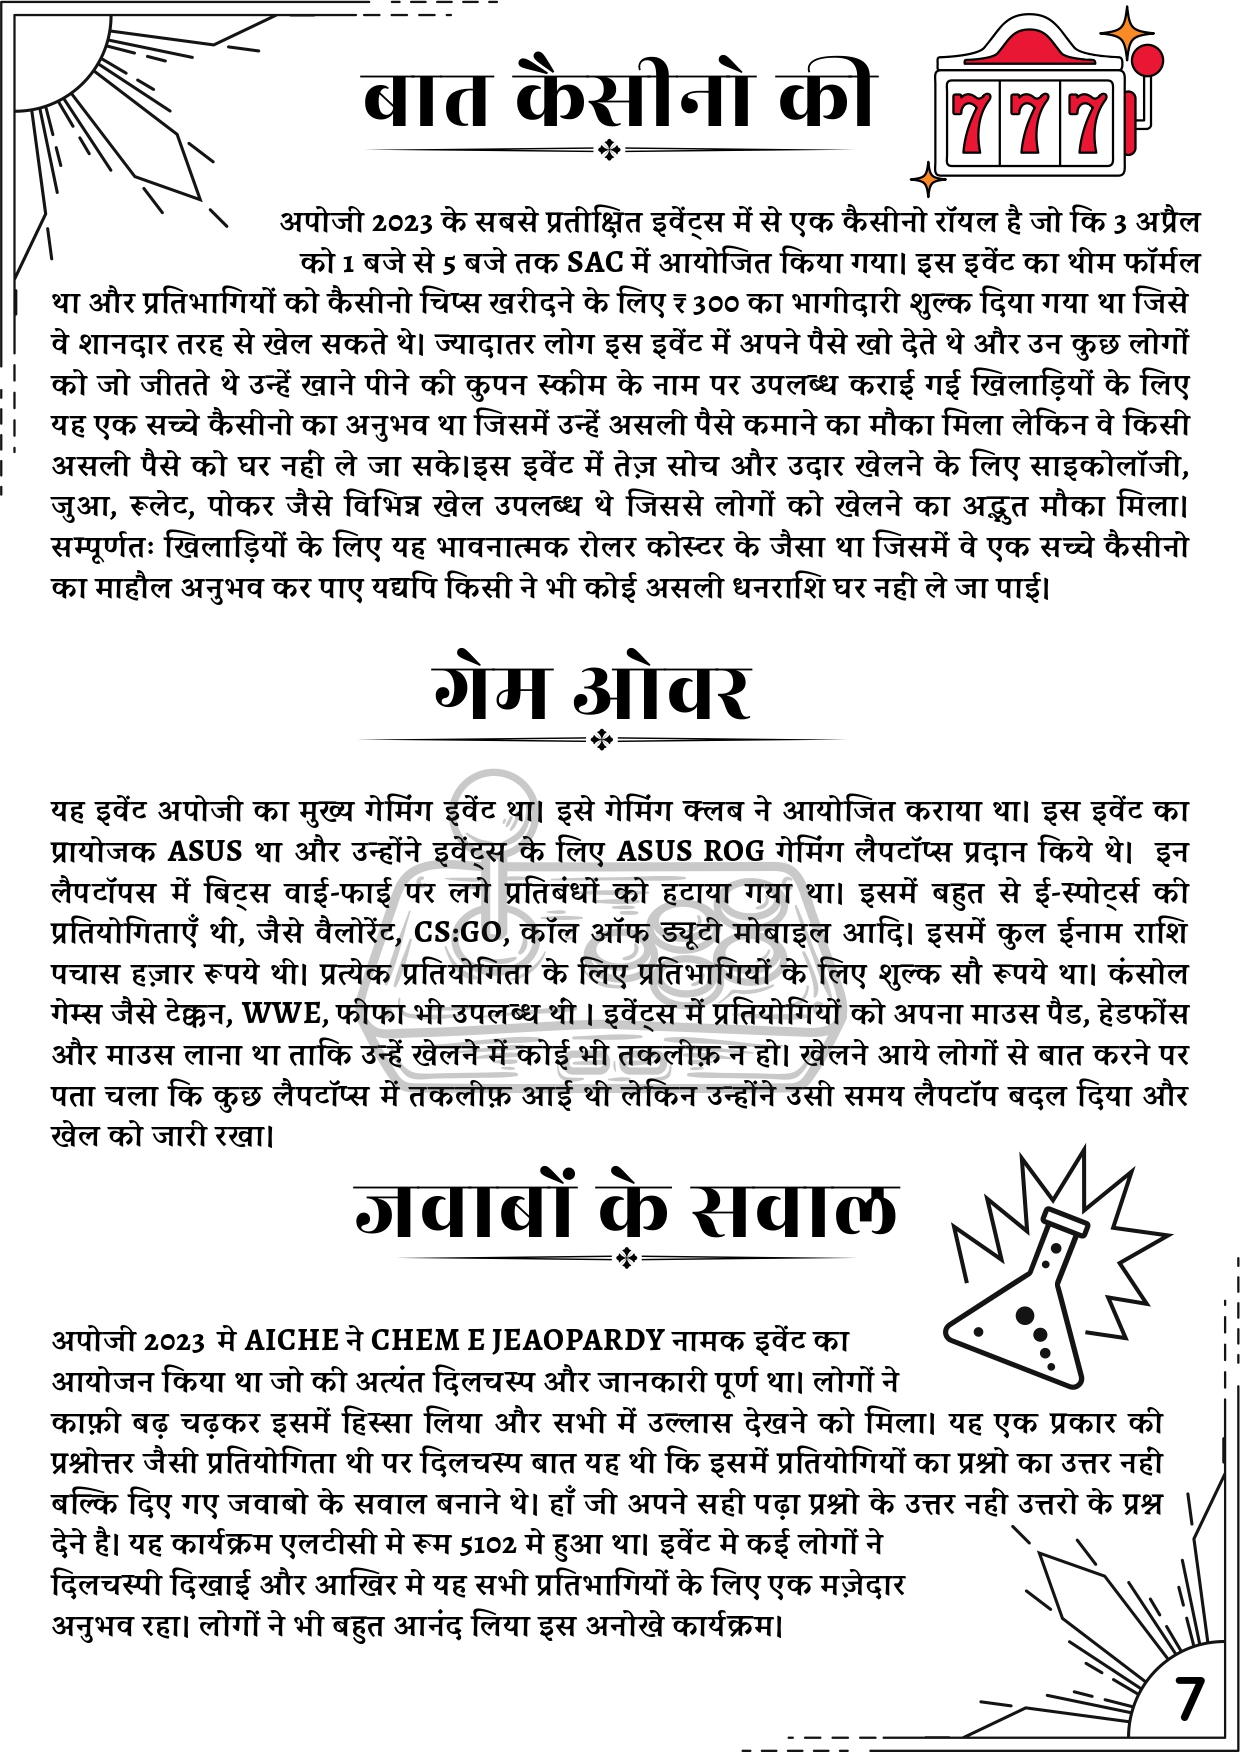 बात कैसीनो की
777
अपोजी 2023 के सबसे प्रतीक्षित इवेंट्स में से एक कैसीनो रॉयल है जो कि 3 अप्रैल
को 1 बजे से 5 बजे तक SAC में आयोजित किया गया। इस इवेंट का थीम फॉर्मल
था और प्रतिभागियों को कैसीनो चिप्स खरीदने के लिए ₹ 300 का भागीदारी शुल्क दिया गया था जिसे
वे शानदार तरह से खेल सकते थे। ज्यादातर लोग इस इवेंट में अपने पैसे खो देते थे और उन कुछ लोगों
को जो जीतते थे उन्हें खाने पीने की कुपन स्कीम के नाम पर उपलब्ध कराई गई खिलाड़ियों के लिए
यह एक सच्चे कैसीनो का अनुभव था जिसमें उन्हें असली पैसे कमाने का मौका मिला लेकिन वे किसी
असली पैसे को घर नहीं ले जा सके।इस इवेंट में तेज़ सोच और उदार खेलने के लिए साइकोलॉजी,
जुआ, रूलेट, पोकर जैसे विभिन्न खेल उपलब्ध थे जिससे लोगों को खेलने का अद्भुत मौका मिला।
सम्पूर्णतः खिलाड़ियों के लिए यह भावनात्मक रोलर कोस्टर के जैसा था जिसमें वे एक सच्चे कैसीनो
का माहौल अनुभव कर पाए यद्यपि किसी ने भी कोई असली धनराशि घर नहीं ले जा पाई।
गेम ओवर
यह इवेंट अपोजी का मुख्य गेमिंग इवेंट था। इसे गेमिंग क्लब ने आयोजित कराया था। इस इवेंट का
प्रायोजक ASUS था और उन्होंने इवेंट्स के लिए ASUS ROG गेमिंग लैपटॉप्स प्रदान किये थे। इन
लैपटॉपस में बिट्स वाई-फाई पर लगे प्रतिबंधों को हटाया गया था। इसमें बहुत से ई-स्पोर्ट्स की
प्रतियोगिताएँ थी, जैसे वैलोरेंट, CS:GO, कॉल ऑफ ड्यूटी मोबाइल आदि। इसमें कुल ईनाम राशि
पचास हज़ार रूपये थी। प्रत्येक प्रतियोगिता के लिए प्रतिभागियों के लिए शुल्क सौ रूपये था। कंसोल
गेम्स जैसे टेक्कन, WWE, फीफा भी उपलब्ध थी । इवेंट्स में प्रतियोगियों को अपना माउस पैड, हेडफोंस
और माउस लाना था ताकि उन्हें खेलने में कोई भी तकलीफ़ न हो। खेलने आये लोगों से बात करने पर
पता चला कि कुछ लैपटॉप्स में तकलीफ़ आई थी लेकिन उन्होंने उसी समय लैपटॉप बदल दिया और
खेल को जारी रखा।
जवाबों के सवाल
अपोजी 2023 मे AICHE ने CHEM E JEAOPARDY नामक इवेंट का
आयोजन किया था जो की अत्यंत दिलचस्प और जानकारी पूर्ण था। लोगों ने
काफ़ी बढ़ चढ़कर इसमें हिस्सा लिया और सभी में उल्लास देखने को मिला। यह एक प्रकार की
प्रश्नोत्तर जैसी प्रतियोगिता थी पर दिलचस्प बात यह थी कि इसमें प्रतियोगियों का प्रश्नो का उत्तर नही
बल्कि दिए गए जवाबो के सवाल बनाने थे। हाँ जी अपने सही पढ़ा प्रश्नो के उत्तर नहीं उत्तरो के प्रश्न
देने है। यह कार्यक्रम एलटीसी मे रूम 5102 मे हुआ था। इवेंट मे कई लोगों ने
दिलचस्पी दिखाई और आखिर मे यह सभी प्रतिभागियों के लिए एक मज़ेदार
अनुभव रहा। लोगों ने भी बहुत आनंद लिया इस अनोखे कार्यक्रम।
7